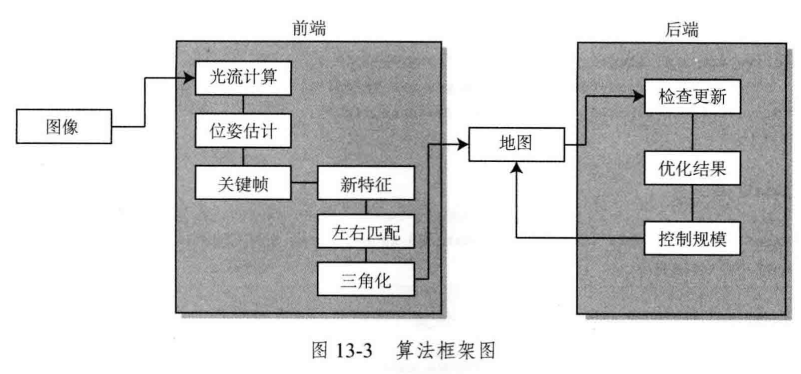 前端
后端
图像
光流计算
位姿估计
关键帧
新特征
左右匹配
三角化
地图
检查更新
优化结果
控制规模
图 13-3 算法框架图